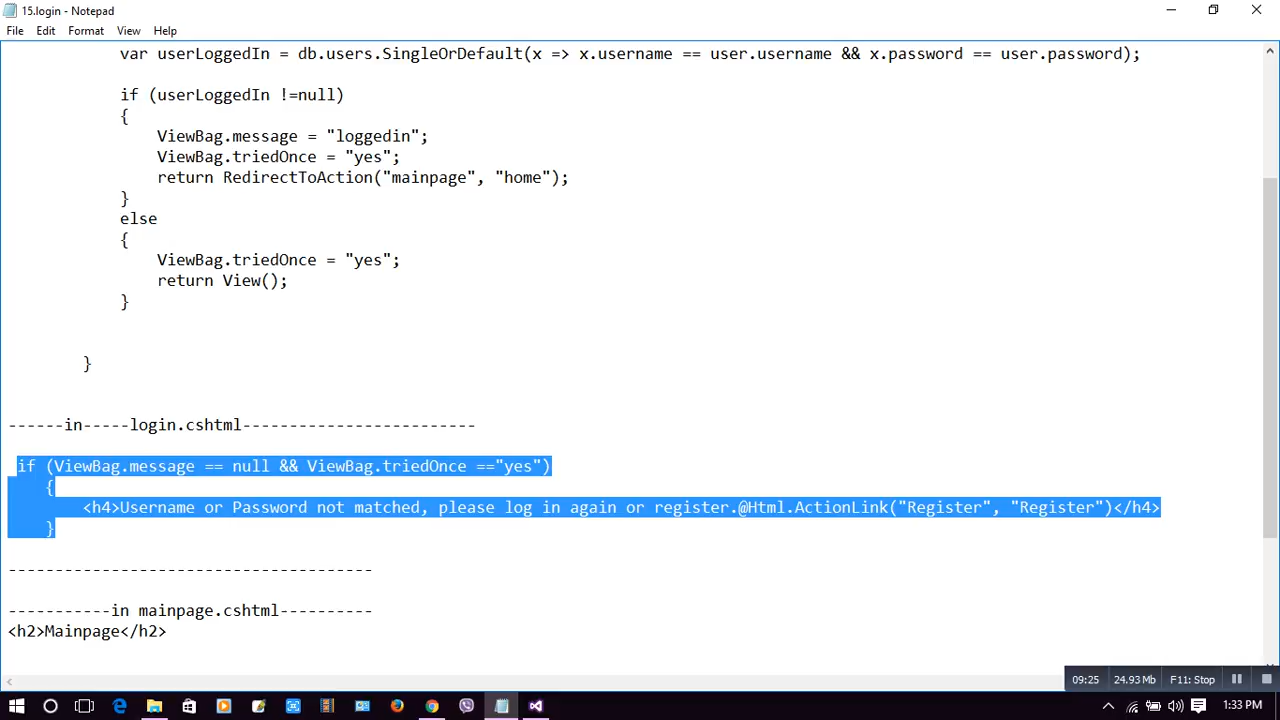 15.login - Notepad
File Edit Format View Help
var userLoggedIn = db.users.SingleOrDefault(x => x.username == user.username && x.password == user.password);
if (userLoggedIn !=null)
{
ViewBag.message = "loggedin";
ViewBag.triedOnce = "yes";
return RedirectToAction("mainpage", "home");
}
else
{
ViewBag.triedOnce = "yes";
return View();
}
}
------in-----login.cshtml-------------------------
if (ViewBag.message == null && ViewBag.triedOnce =="yes")
{
<h4>Username or Password not matched, please log in again or register.@Html.ActionLink("Register", "Register")</h4>
}
---------------------------------------
-----------in mainpage.cshtml----------
<h2>Mainpage</h2>
09:25 24.93 Mb F11: Stop
1:33 PM